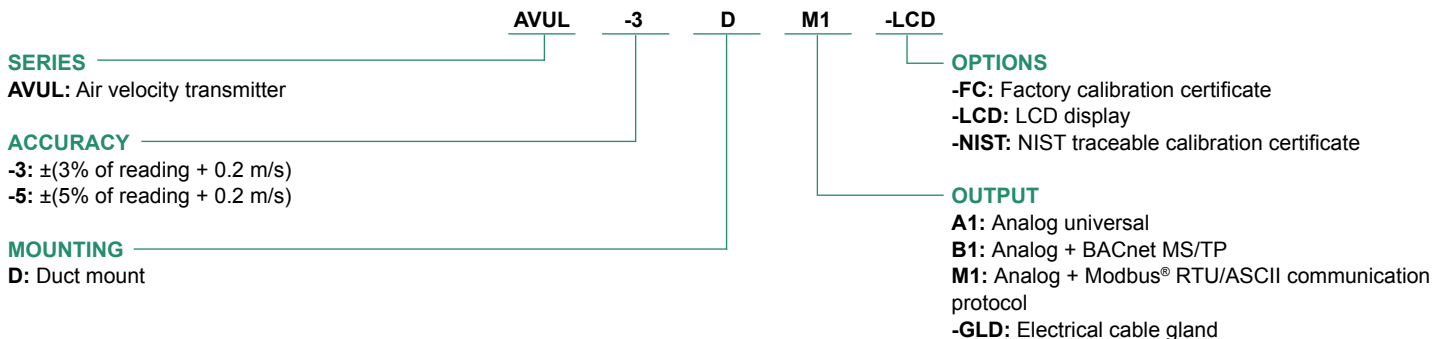 AVUL -3 D M1 -LCD
SERIES
AVUL: Air velocity transmitter
ACCURACY
-3: ±(3% of reading + 0.2 m/s)
-5: ±(5% of reading + 0.2 m/s)
MOUNTING
D: Duct mount
OPTIONS
-FC: Factory calibration certificate
-LCD: LCD display
-NIST: NIST traceable calibration certificate
OUTPUT
A1: Analog universal
B1: Analog + BACnet MS/TP
M1: Analog + Modbus® RTU/ASCII communication
protocol
-GLD: Electrical cable gland